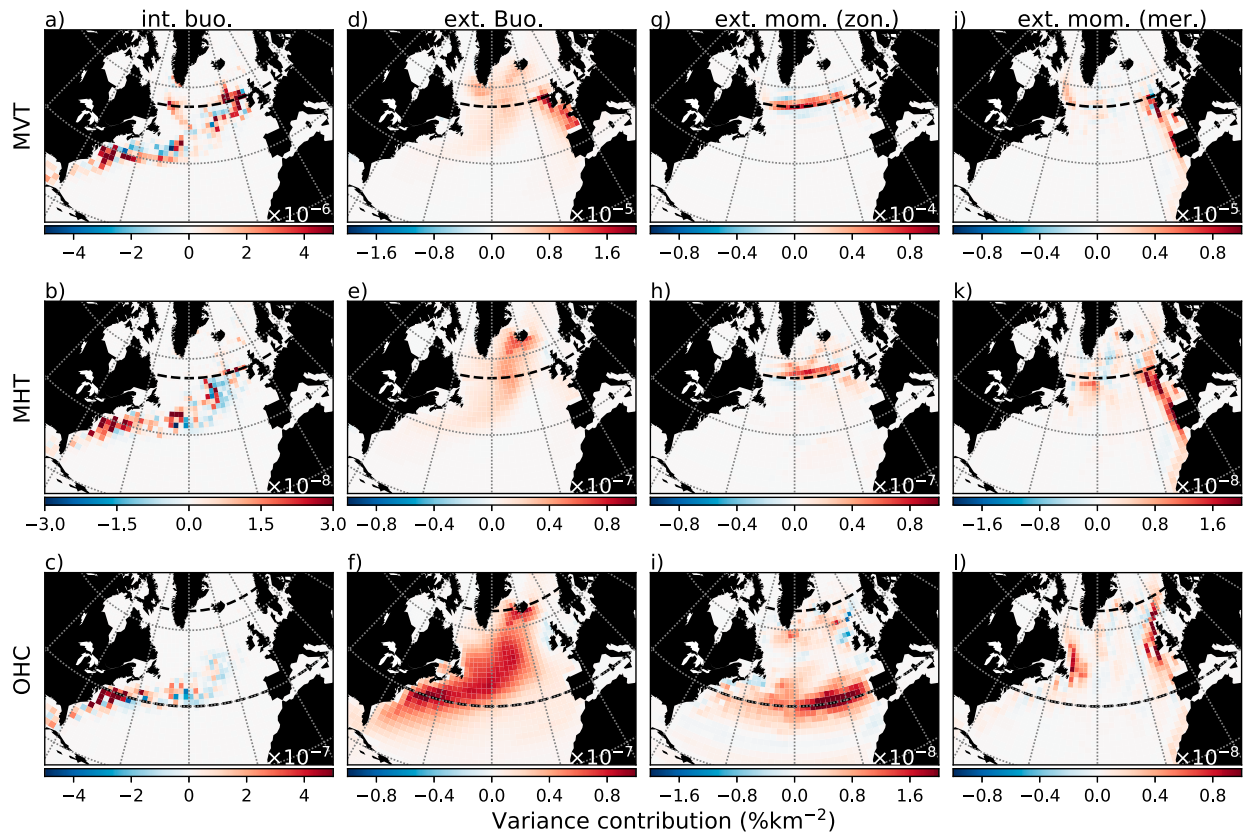 int. buo. ext. Buo. ext. mom. (zon.) ext. mom. (mer.)
a) d) g) j)
MVT
×10⁻⁶ ×10⁻⁵ ×10⁻⁴ ×10⁻⁵
−4 −2 0 2 4 −1.6 −0.8 0.0 0.8 1.6 −0.8 −0.4 0.0 0.4 0.8 −0.8 −0.4 0.0 0.4 0.8
b) e) h) k)
MHT
×10⁻⁸ ×10⁻⁷ ×10⁻⁷ ×10⁻⁸
−3.0 −1.5 0.0 1.5 3.0 −0.8 −0.4 0.0 0.4 0.8 −0.8 −0.4 0.0 0.4 0.8 −1.6 −0.8 0.0 0.8 1.6
c) f) i) l)
OHC
×10⁻⁷ ×10⁻⁷ ×10⁻⁸ ×10⁻⁸
−4 −2 0 2 4 −0.8 −0.4 0.0 0.4 0.8 −1.6 −0.8 0.0 0.8 1.6 −0.8 −0.4 0.0 0.4 0.8
Variance contribution (%km⁻²)